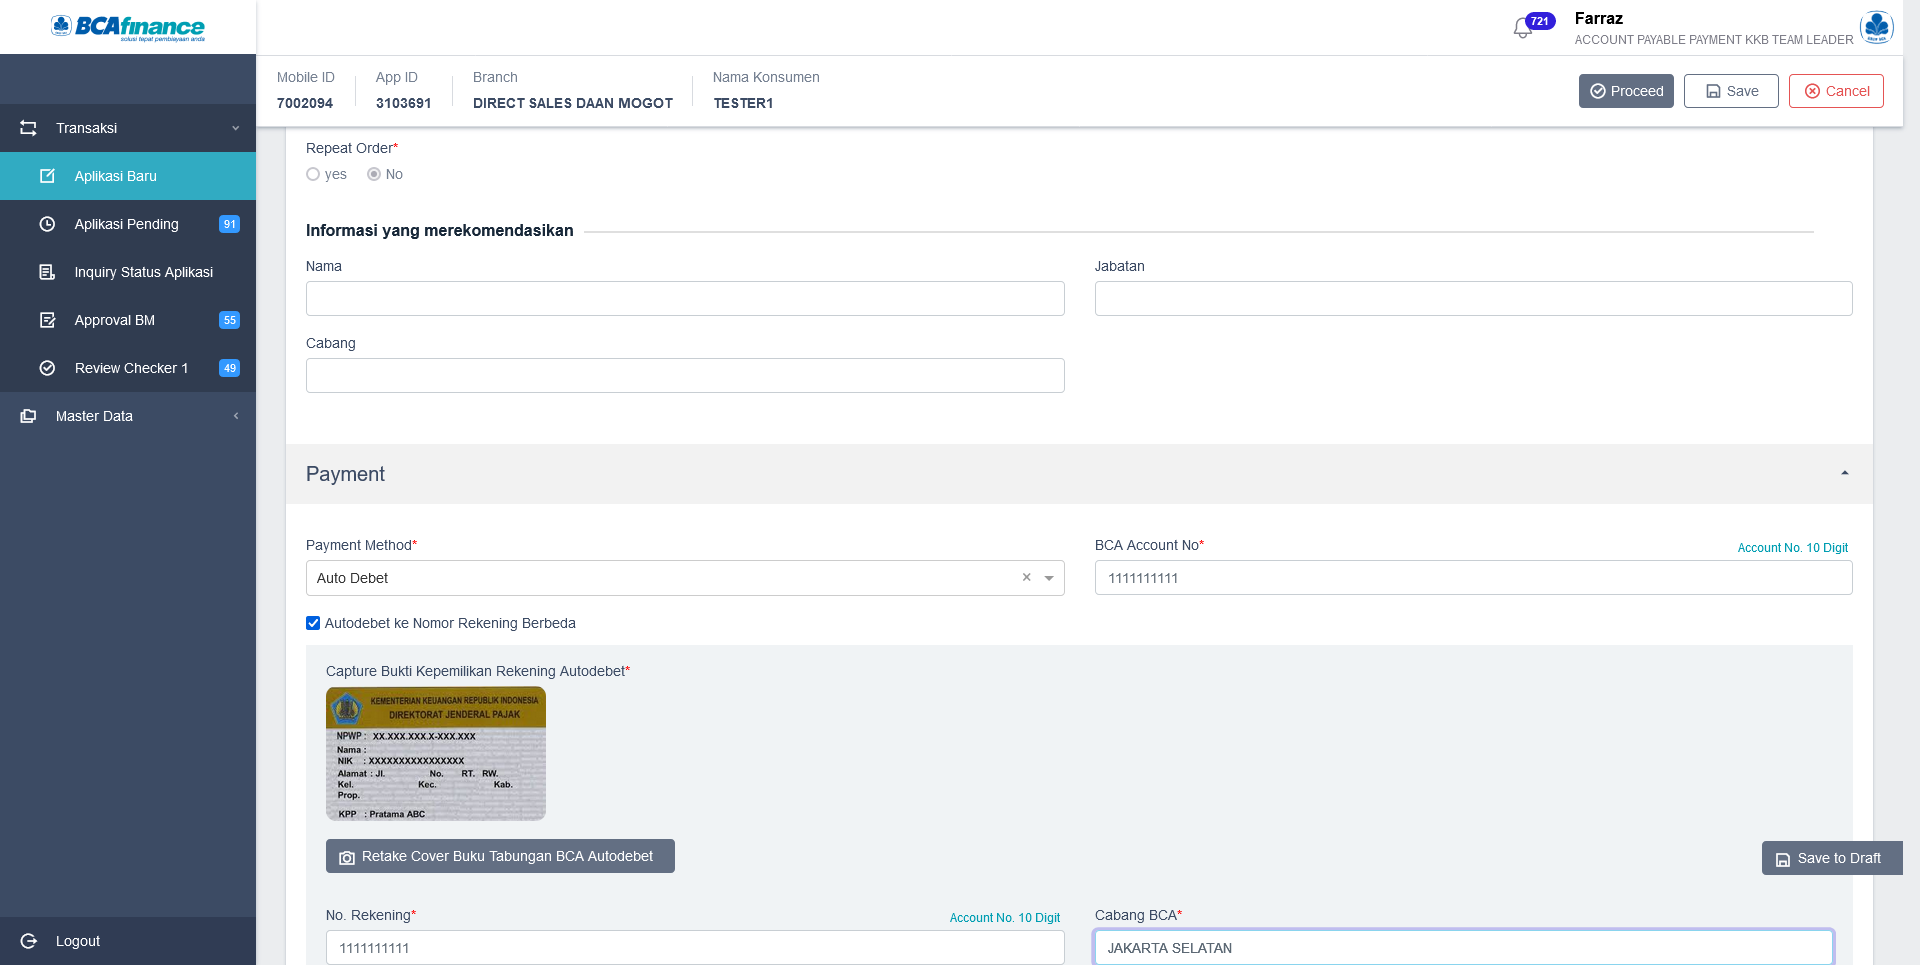 BCAfinance
solusi tepat pembiayaan anda
721
Farraz
ACCOUNT PAYABLE PAYMENT KKB TEAM LEADER
Mobile ID
7002094
App ID
3103691
Branch
DIRECT SALES DAAN MOGOT
Nama Konsumen
TESTER1
Proceed
Save
Cancel
Transaksi
Aplikasi Baru
Aplikasi Pending
91
Inquiry Status Aplikasi
Approval BM
55
Review Checker 1
49
Master Data
Logout
Repeat Order*
yes
No
Informasi yang merekomendasikan
Nama
Jabatan
Cabang
Payment
Payment Method*
Auto Debet
BCA Account No*
Account No. 10 Digit
1111111111
Autodebet ke Nomor Rekening Berbeda
Capture Bukti Kepemilikan Rekening Autodebet*
KEMENTERIAN KEUANGAN REPUBLIK INDONESIA
DIREKTORAT JENDERAL PAJAK
NPWP : XX.XXX.XXX.X-XXX.XXX
Nama :
NIK : XXXXXXXXXXXXXXXX
Alamat : Jl. No. RT. RW.
Kel. Kec. Kab.
Prop.
KPP : Pratama ABC
Retake Cover Buku Tabungan BCA Autodebet
Save to Draft
No. Rekening*
Account No. 10 Digit
1111111111
Cabang BCA*
JAKARTA SELATAN